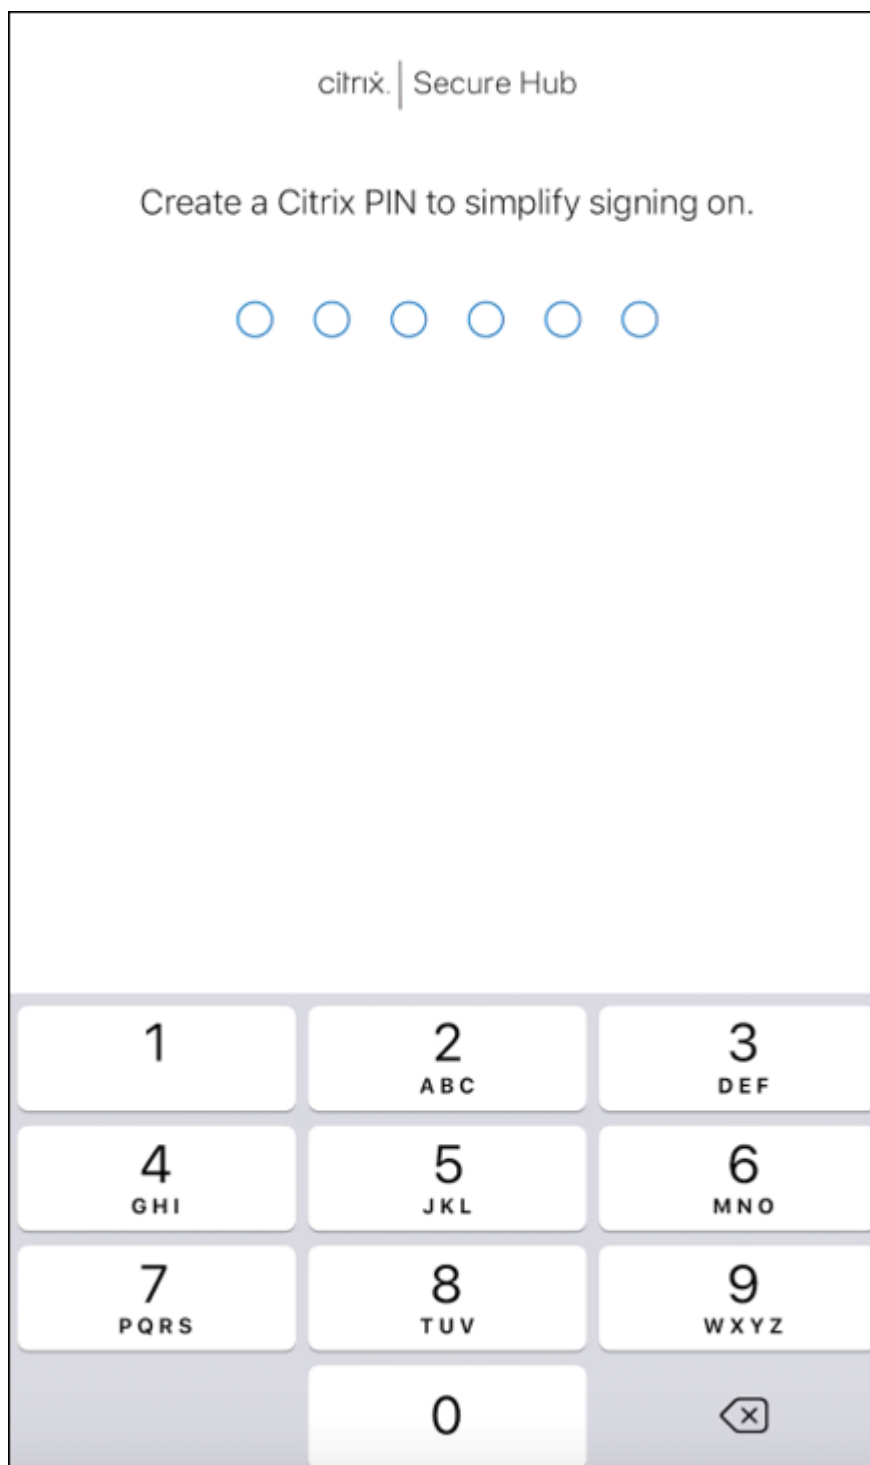 citrix. | Secure Hub
Create a Citrix PIN to simplify signing on.
1 2 3
ABC DEF
4 5 6
GHI JKL MNO
7 8 9
PQRS TUV WXYZ
0